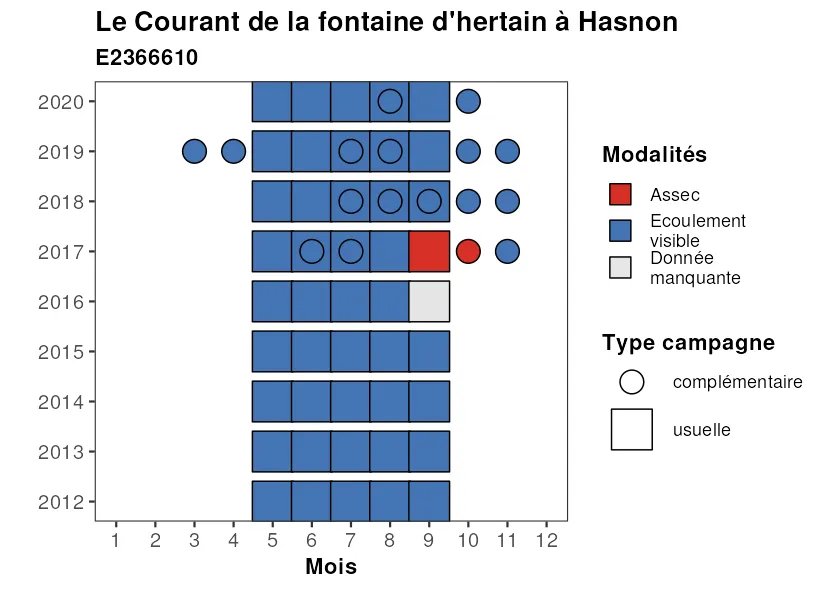 Le Courant de la fontaine d'hertain à Hasnon
E2366610
2020
2019
2018
2017
2016
2015
2014
2013
2012
1 2 3 4 5 6 7 8 9 10 11 12
Mois
Modalités
Assec
Ecoulement
visible
Donnée
manquante
Type campagne
complémentaire
usuelle